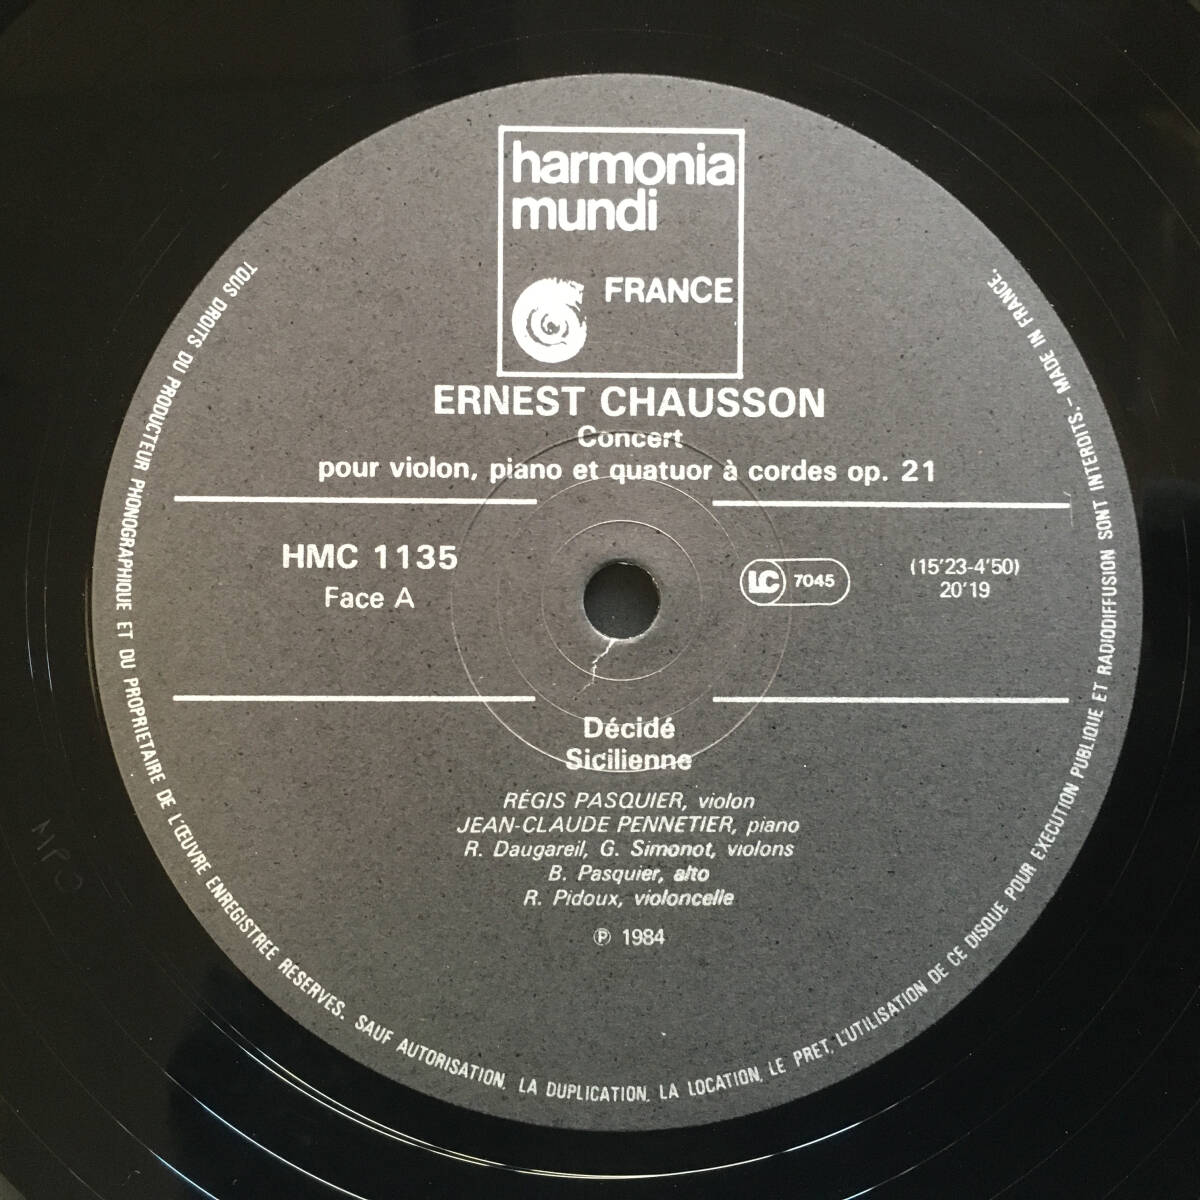 harmonia
mundi
FRANCE
ERNEST CHAUSSON
Concert
pour violon, piano et quatuor à cordes op. 21
HMC 1135
Face A
LC 7045
(15'23-4'50)
20'19
Décidé
Sicilienne
RÉGIS PASQUIER, violon
JEAN-CLAUDE PENNETIER, piano
R. Daugareil, G. Simonot, violons
B. Pasquier, alto
R. Pidoux, violoncelle
℗ 1984
TOUS DROITS DU PRODUCTEUR PHONOGRAPHIQUE ET DU PROPRIETAIRE DE L'ŒUVRE ENREGISTREE RESERVES. SAUF AUTORISATION, LA DUPLICATION, LA LOCATION, LE PRET, L'UTILISATION DE CE DISQUE POUR EXECUTION PUBLIQUE ET RADIODIFFUSION SONT INTERDITS. – MADE IN FRANCE.